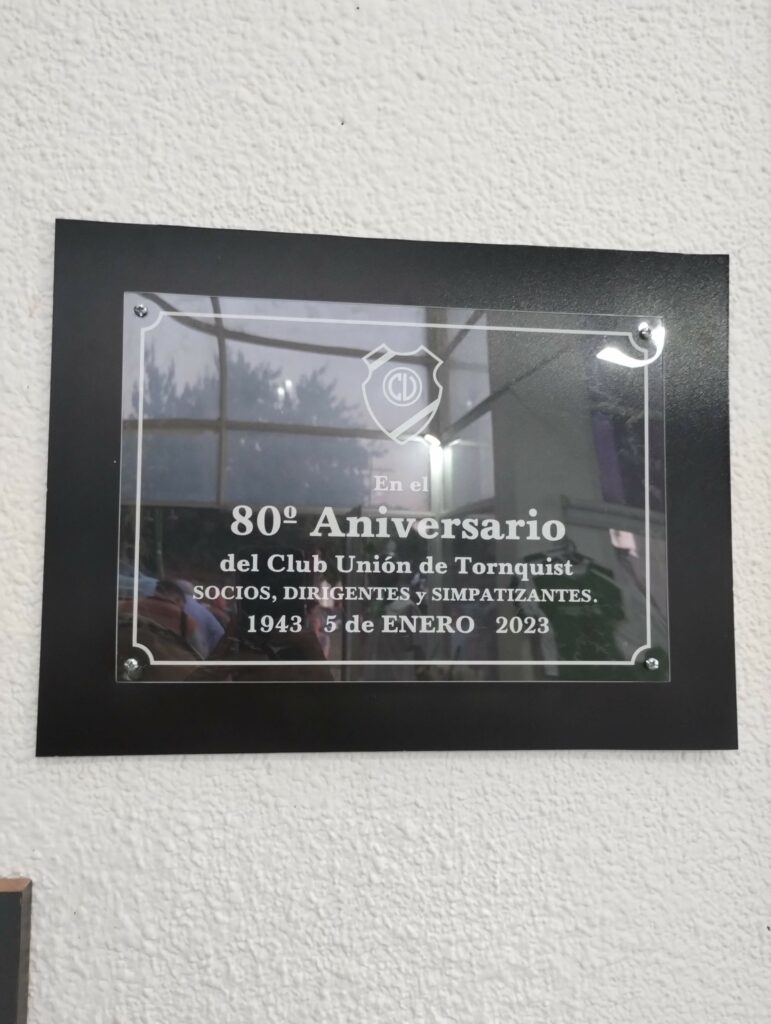 CU
En el
80º Aniversario
del Club Unión de Tornquist
SOCIOS, DIRIGENTES y SIMPATIZANTES.
1943 5 de ENERO 2023